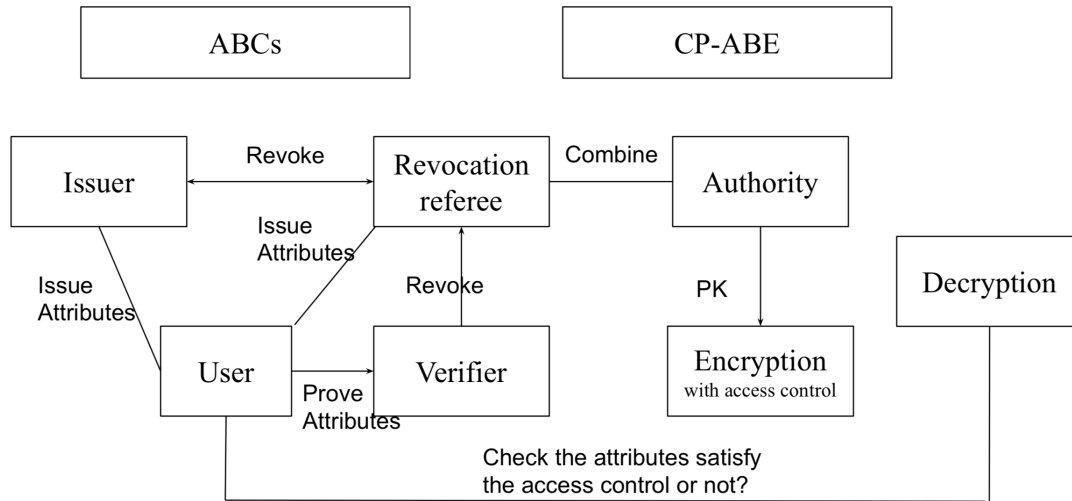 ABCs
CP-ABE
Issuer
Revoke
Revocation
referee
Combine
Authority
Issue
Attributes
Issue
Attributes
Revoke
PK
Decryption
User
Prove
Attributes
Verifier
Encryption
with access control
Check the attributes satisfy
the access control or not?